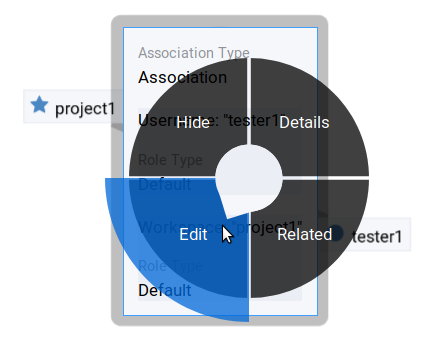 Association Type
Association
project1
Username: "tester1
Hide
Details
Role Type
Default
Workspace: "project1"
Edit
Related
tester1
Role Type
Default